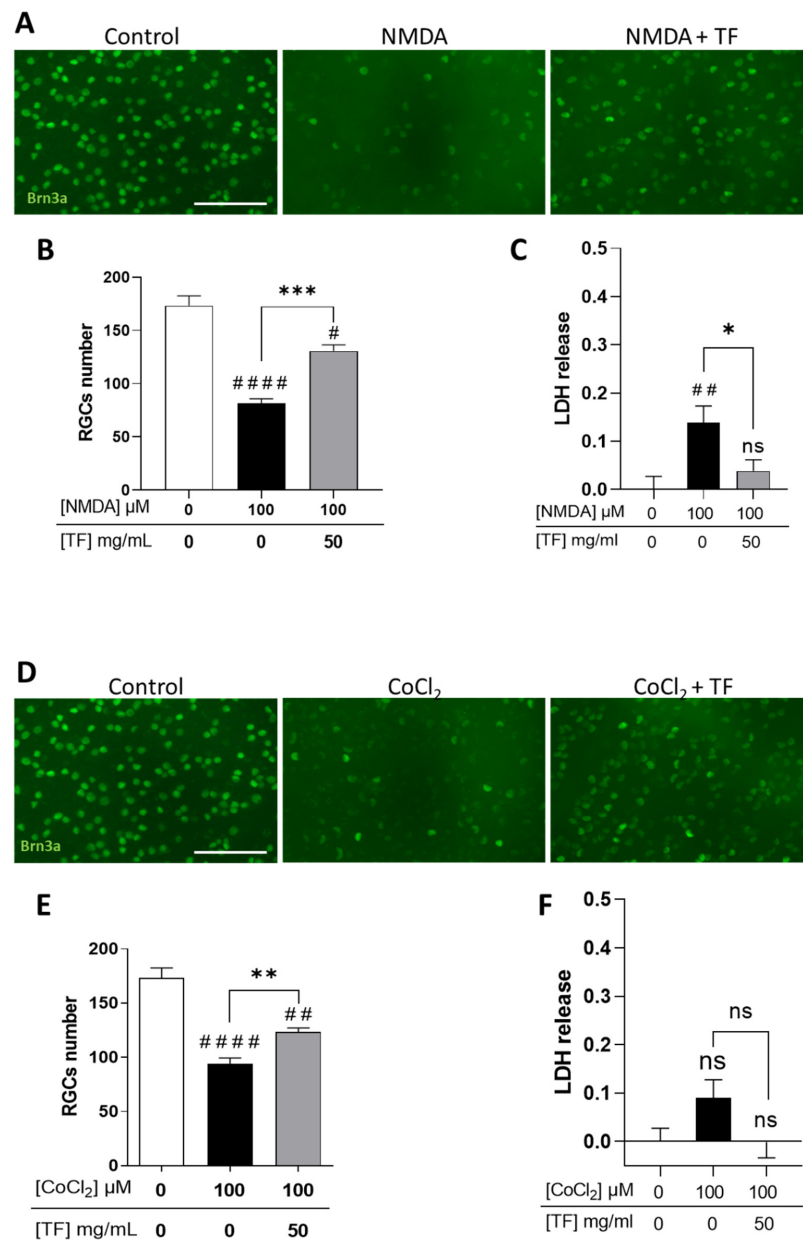 A
Control NMDA NMDA + TF
Brn3a
B
RGCs number
200
150
100
50
0
***
#
####
[NMDA] µM 0 100 100
[TF] mg/mL 0 0 50
C
LDH release
0.5
0.4
0.3
0.2
0.1
0.0
*
##
ns
[NMDA] µM 0 100 100
[TF] mg/ml 0 0 50
D
Control CoCl₂ CoCl₂ + TF
Brn3a
E
RGCs number
200
150
100
50
0
**
##
####
[CoCl₂] µM 0 100 100
[TF] mg/mL 0 0 50
F
LDH release
0.5
0.4
0.3
0.2
0.1
0.0
ns
ns
ns
[CoCl₂] µM 0 100 100
[TF] mg/ml 0 0 50